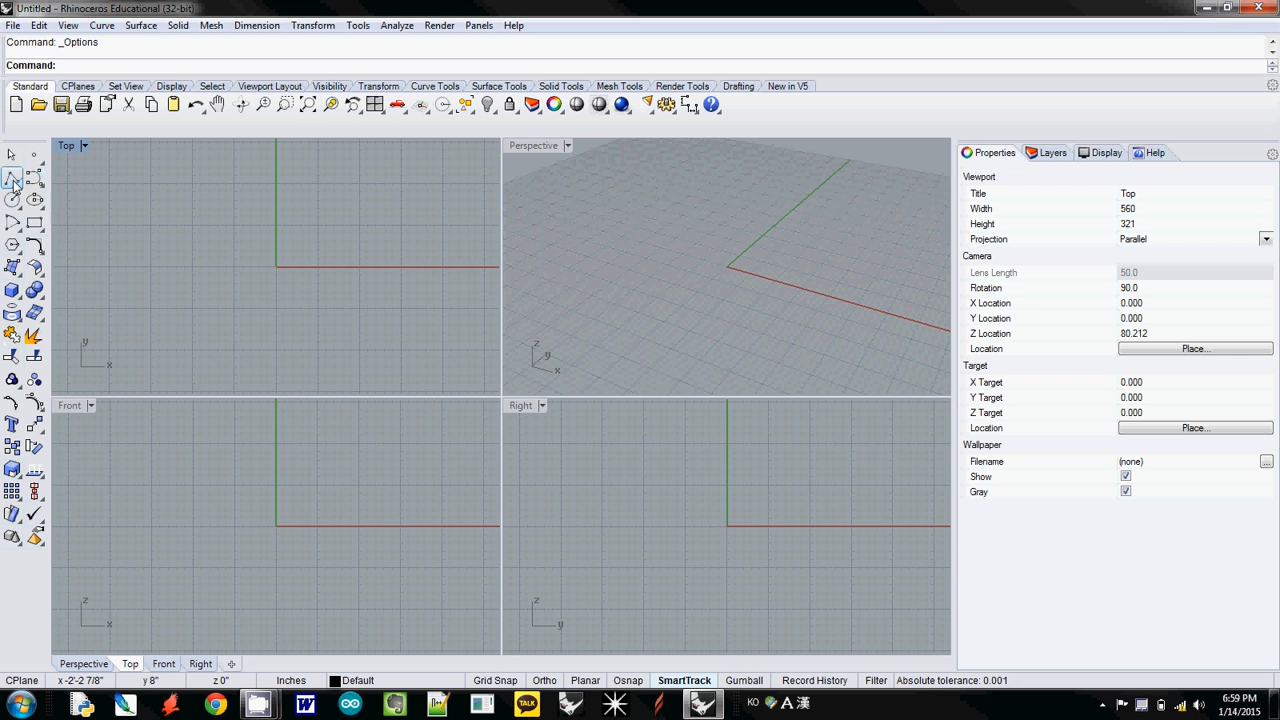 Untitled - Rhinoceros Educational (32-bit)
File Edit View Curve Surface Solid Mesh Dimension Transform Tools Analyze Render Panels Help
Command: _Options
Command:
Standard CPlanes Set View Display Select Viewport Layout Visibility Transform Curve Tools Surface Tools Solid Tools Mesh Tools Render Tools Drafting New in V5
Top
Perspective
Properties Layers Display Help
Viewport
Title Top
Width 560
Height 321
Projection Parallel
Camera
Lens Length 50.0
Rotation 90.0
X Location 0.000
Y Location 0.000
Z Location 80.212
Location Place...
Target
X Target 0.000
Y Target 0.000
Z Target 0.000
Location Place...
Wallpaper
Filename (none) ...
Show
Gray
y
x
z
y
x
Front
Right
z
x
z
y
Perspective Top Front Right
CPlane x -2'-2 7/8" y 8" z 0" Inches Default Grid Snap Ortho Planar Osnap SmartTrack Gumball Record History Filter Absolute tolerance: 0.001
W TALK KO A 漢 6:59 PM
1/14/2015